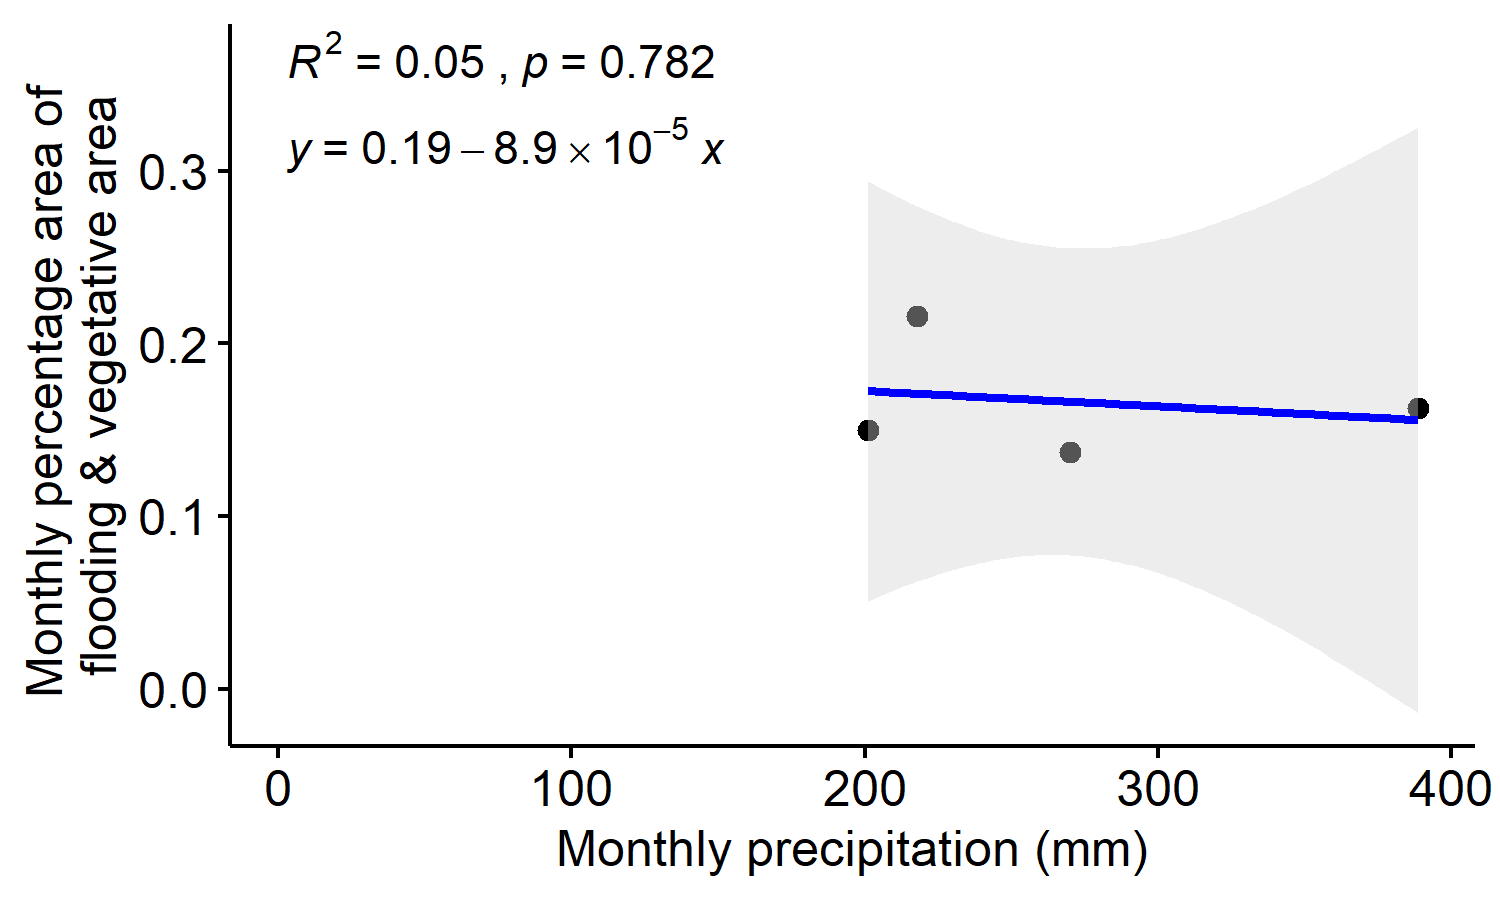 R² = 0.05 , p = 0.782
y = 0.19 − 8.9 × 10⁻⁵ x
Monthly percentage area of
flooding & vegetative area
0.3
0.2
0.1
0.0
0 100 200 300 400
Monthly precipitation (mm)